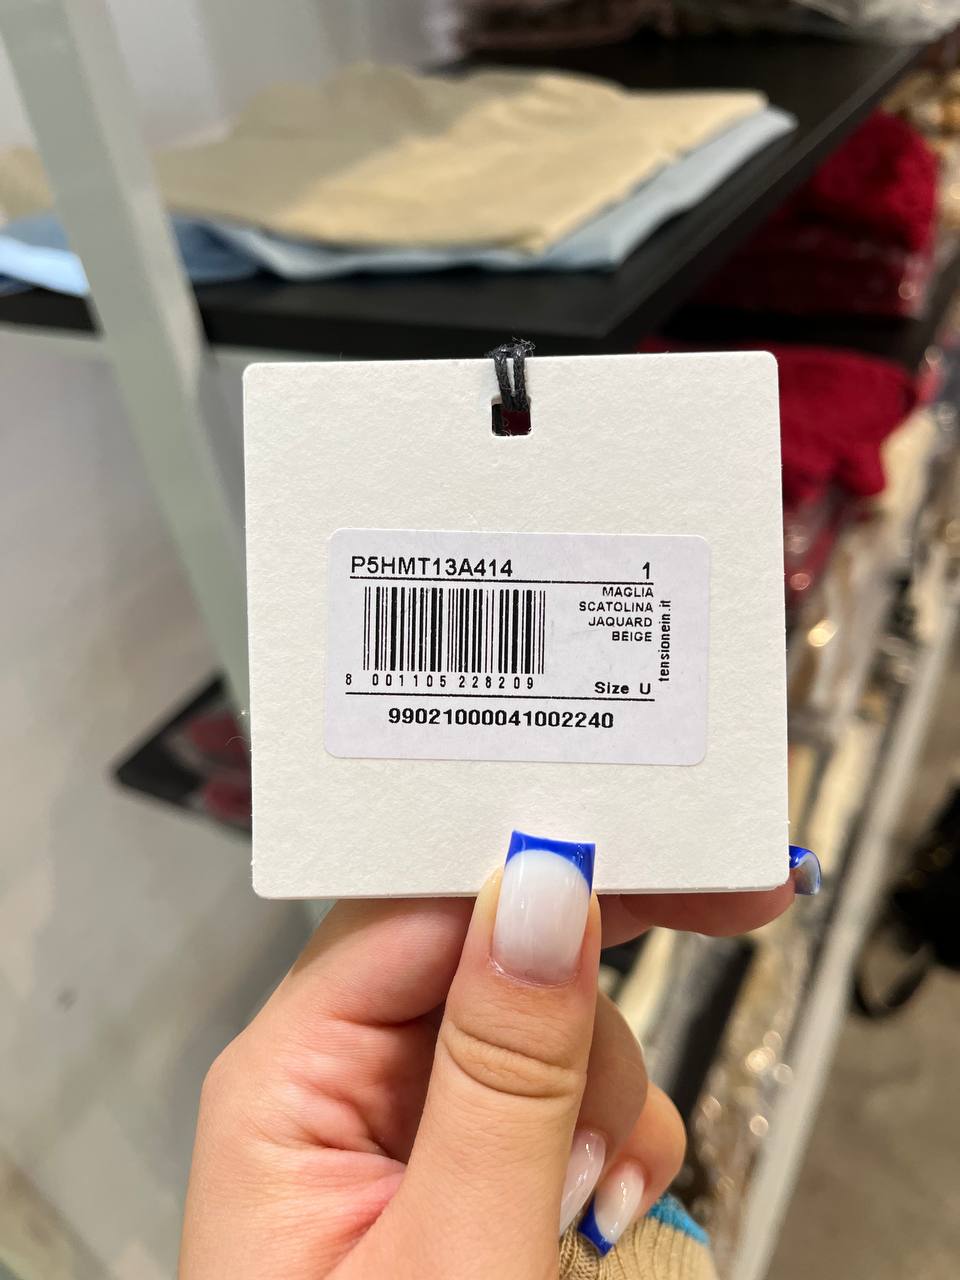 P5HMT13A414 1
MAGLIA
SCATOLINA
JAQUARD
BEIGE
tensionein.it
8 001105 228209
Size U
99021000041002240